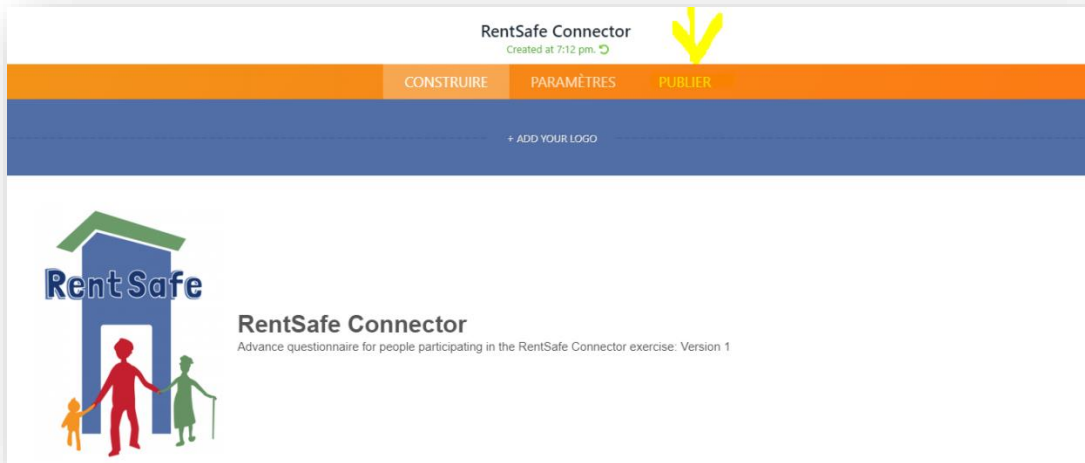 RentSafe Connector
Created at 7:12 pm.
CONSTRUIRE PARAMÈTRES PUBLIER
+ ADD YOUR LOGO
RentSafe
RentSafe Connector
Advance questionnaire for people participating in the RentSafe Connector exercise: Version 1